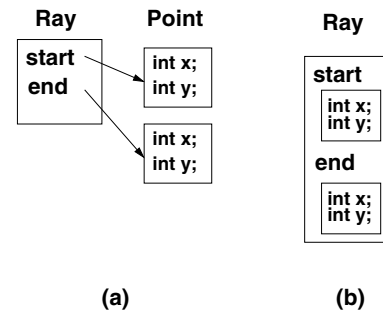 Ray
Point
start
end
int x;
int y;
int x;
int y;
(a)
Ray
start
int x;
int y;
end
int x;
int y;
(b)